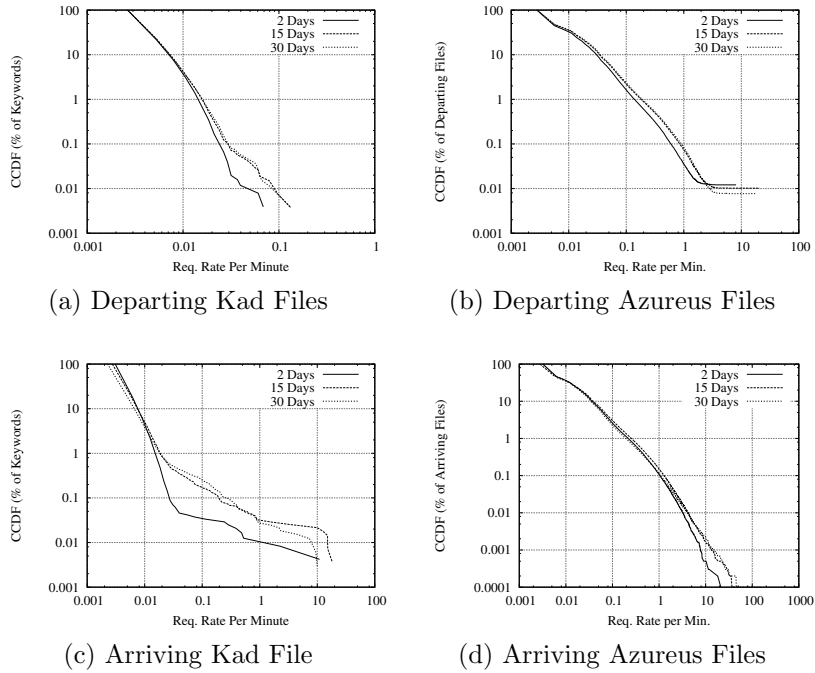 100
10
1
0.1
0.01
0.001
CCDF (% of Keywords)
2 Days
15 Days
30 Days
0.001
0.01
0.1
1
Req. Rate Per Minute
(a) Departing Kad Files
100
10
1
0.1
0.01
0.001
CCDF (% of Departing Files)
2 Days
15 Days
30 Days
0.001
0.01
0.1
1
10
100
Req. Rate per Min.
(b) Departing Azureus Files
100
10
1
0.1
0.01
0.001
CCDF (% of Keywords)
2 Days
15 Days
30 Days
0.001
0.01
0.1
1
10
100
Req. Rate Per Minute
(c) Arriving Kad File
100
10
1
0.1
0.01
0.001
0.0001
CCDF (% of Arriving Files)
2 Days
15 Days
30 Days
0.001
0.01
0.1
1
10
100
1000
Req. Rate per Min.
(d) Arriving Azureus Files